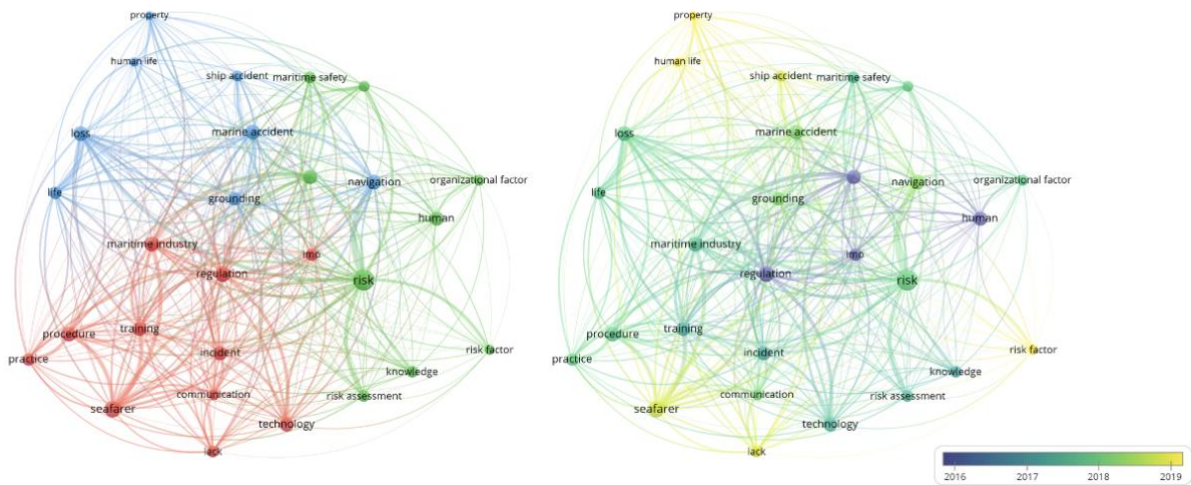 property
human life
ship accident
maritime safety
loss
marine accident
life
navigation
organizational factor
grounding
human
maritime industry
imo
regulation
risk
procedure
training
practice
incident
risk factor
knowledge
communication
risk assessment
seafarer
technology
lack
property
human life
ship accident
maritime safety
loss
marine accident
life
navigation
organizational factor
grounding
human
maritime industry
imo
regulation
risk
procedure
training
practice
incident
risk factor
knowledge
communication
risk assessment
seafarer
technology
lack
2016
2017
2018
2019